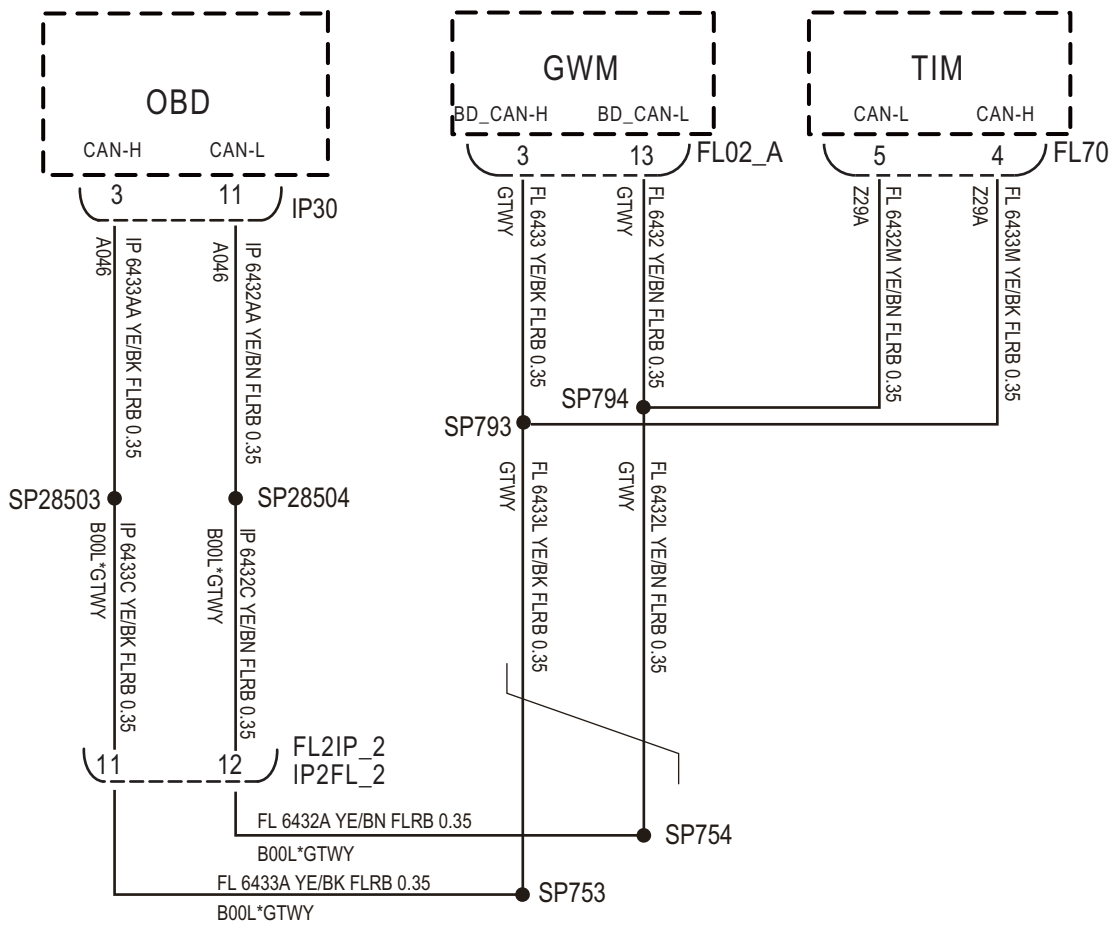 OBD
CAN-H
CAN-L
3
11
IP30
GWM
BD_CAN-H
BD_CAN-L
3
13
FL02_A
TIM
CAN-L
CAN-H
5
4
FL70
A046
IP 6433AA YE/BK FLRB 0.35
A046
IP 6432AA YE/BN FLRB 0.35
GTWY
FL 6433 YE/BK FLRB 0.35
GTWY
FL 6432 YE/BN FLRB 0.35
Z29A
FL 6432M YE/BN FLRB 0.35
Z29A
FL 6433M YE/BK FLRB 0.35
SP794
SP793
SP28503
SP28504
B00L*GTWY
IP 6433C YE/BK FLRB 0.35
B00L*GTWY
IP 6432C YE/BN FLRB 0.35
GTWY
FL 6433L YE/BK FLRB 0.35
GTWY
FL 6432L YE/BN FLRB 0.35
11
12
FL2IP_2
IP2FL_2
FL 6432A YE/BN FLRB 0.35
B00L*GTWY
SP754
FL 6433A YE/BK FLRB 0.35
B00L*GTWY
SP753